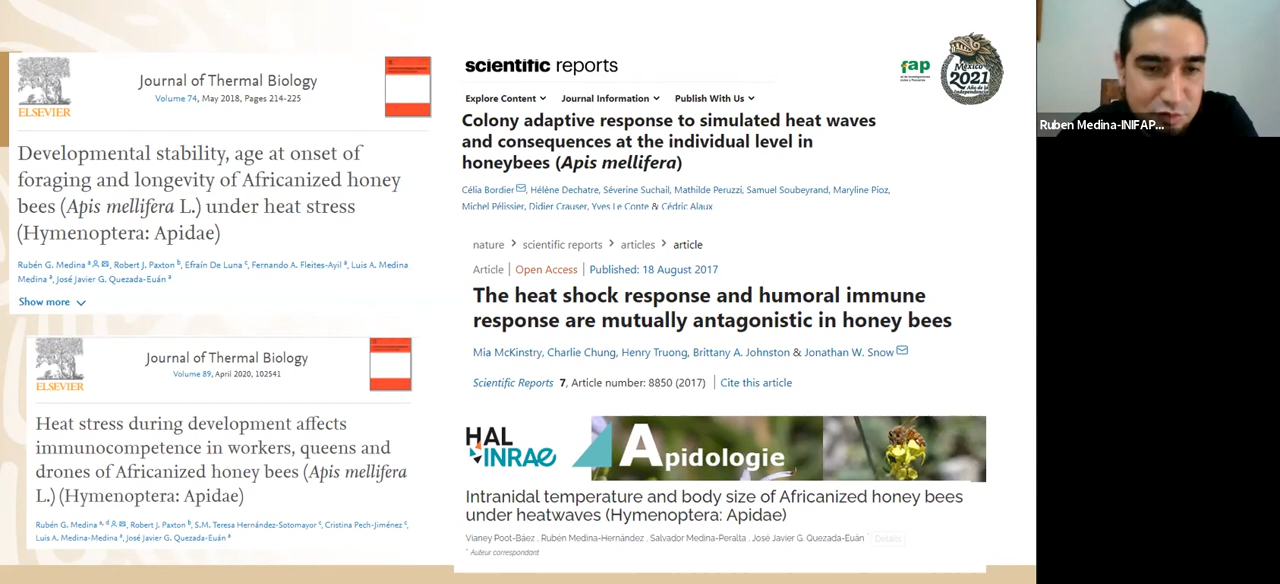 ELSEVIER
Journal of Thermal Biology
Volume 74, May 2018, Pages 214-225
Developmental stability, age at onset of
foraging and longevity of Africanized honey
bees (Apis mellifera L.) under heat stress
(Hymenoptera: Apidae)
Rubén G. Medina ª, Robert J. Paxton ᵇ, Efraín De Luna ᶜ, Fernando A. Fleites-Ayil ª, Luis A. Medina
Medina ª, José Javier G. Quezada-Euán ª
Show more
ELSEVIER
Journal of Thermal Biology
Volume 89, April 2020, 102541
Heat stress during development affects
immunocompetence in workers, queens and
drones of Africanized honey bees (Apis mellifera
L.) (Hymenoptera: Apidae)
Rubén G. Medina ª, ᵈ, Robert J. Paxton ᵇ, S.M. Teresa Hernández-Sotomayor ᶜ, Cristina Pech-Jiménez ᶜ,
Luis A. Medina-Medina ª, José Javier G. Quezada-Euán ª
scientific reports
Explore Content Journal Information Publish With Us
Colony adaptive response to simulated heat waves
and consequences at the individual level in
honeybees (Apis mellifera)
Célia Bordier, Hélène Dechatre, Séverine Suchail, Mathilde Peruzzi, Samuel Soubeyrand, Maryline Pioz,
Michel Pélissier, Didier Crauser, Yves Le Conte & Cédric Alaux
nature > scientific reports > articles > article
Article | Open Access | Published: 18 August 2017
The heat shock response and humoral immune
response are mutually antagonistic in honey bees
Mia McKinstry, Charlie Chung, Henry Truong, Brittany A. Johnston & Jonathan W. Snow
Scientific Reports 7, Article number: 8850 (2017) | Cite this article
HAL
INRAE
Apidologie
Intranidal temperature and body size of Africanized honey bees
under heatwaves (Hymenoptera: Apidae)
Vianey Poot-Báez , Rubén Medina-Hernández , Salvador Medina-Peralta , José Javier G. Quezada-Euán * Details
* Auteur correspondant
fap
México
2021
Año de la
Independencia
Ruben Medina-INIFAP...